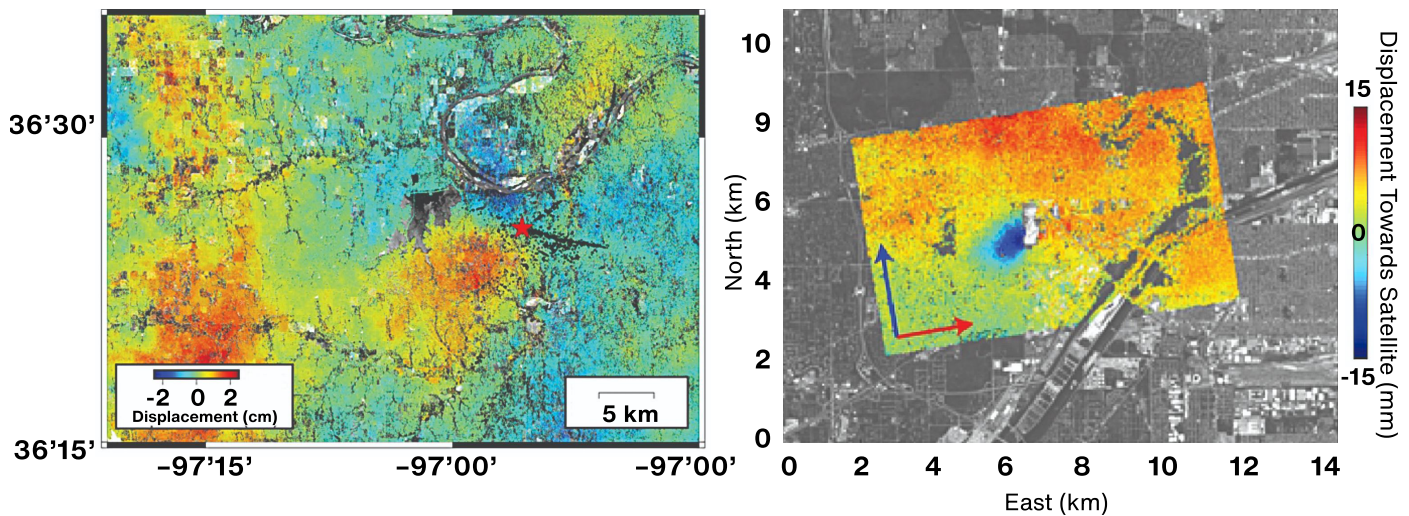 36'30'
36'15'
-97'15'
-97'00'
-97'00'
-2 0 2
Displacement (cm)
5 km
10
9
6
4
2
0
North (km)
0 2 4 6 8 10 12 14
East (km)
15
0
-15
Displacement Towards Satellite (mm)